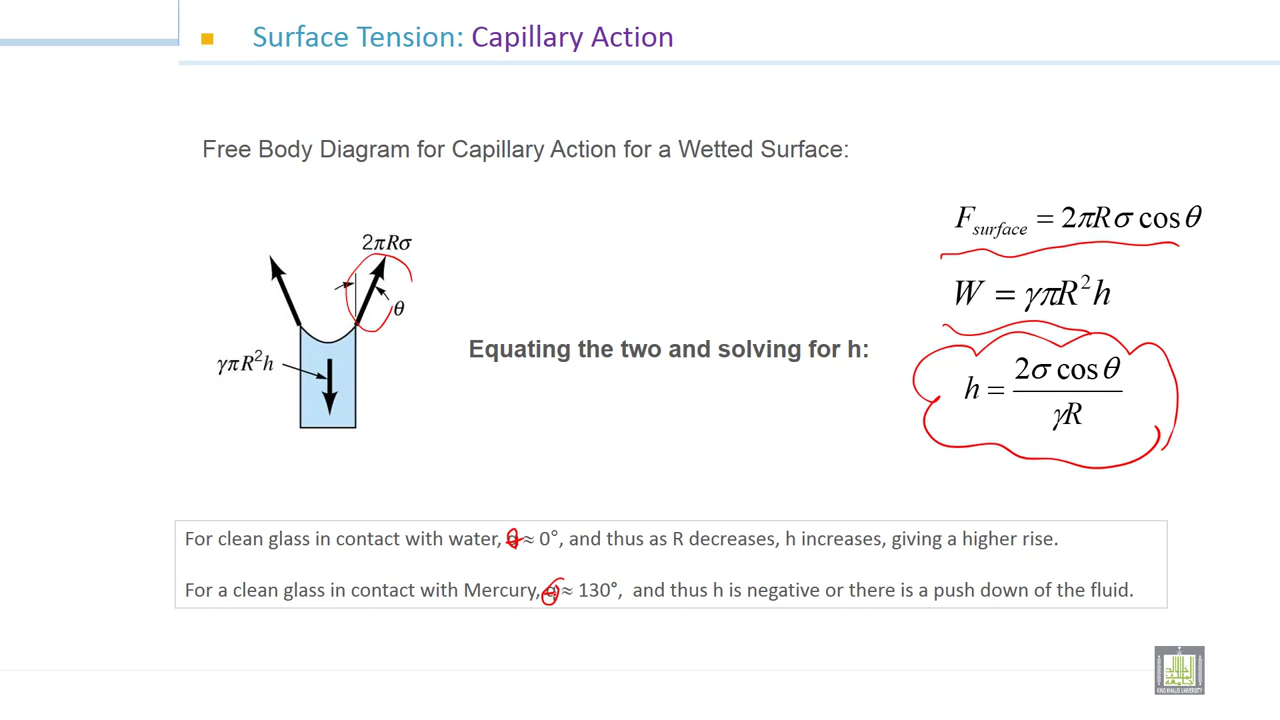 Surface Tension: Capillary Action
Free Body Diagram for Capillary Action for a Wetted Surface:
2πRσ
θ
γπR²h
Equating the two and solving for h:
F_surface = 2πRσ cos θ
W = γπR²h
h = 2σ cos θ / γR
For clean glass in contact with water, θ ≈ 0°, and thus as R decreases, h increases, giving a higher rise.
For a clean glass in contact with Mercury, θ ≈ 130°, and thus h is negative or there is a push down of the fluid.
KING KHALID UNIVERSITY